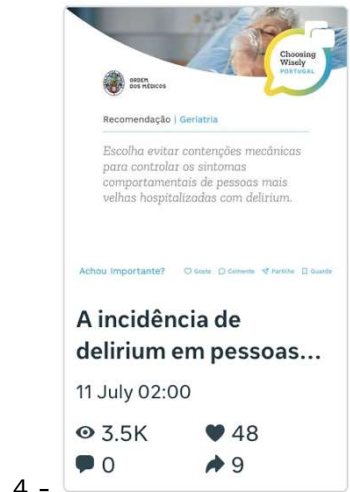 Choosing
Wisely
PORTUGAL
ORDEM
DOS MÉDICOS
Recomendação | Geriatria
Escolha evitar contenções mecânicas
para controlar os sintomas
comportamentais de pessoas mais
velhas hospitalizadas com delirium.
Achou importante? Goste Comente Partilhe Guarde
A incidência de
delirium em pessoas...
11 July 02:00
3.5K 48
0 9
4 -